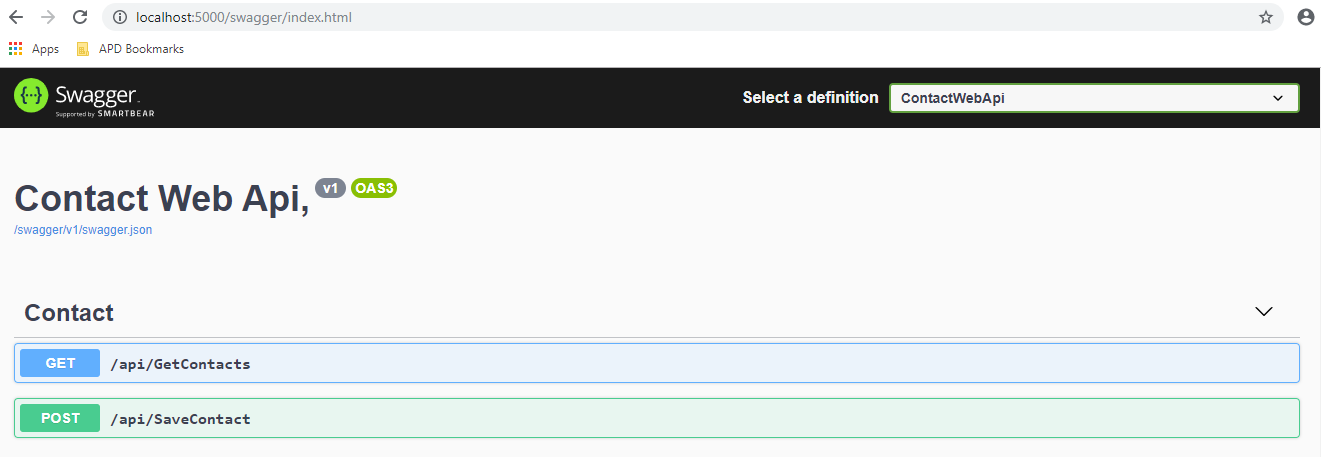 localhost:5000/swagger/index.html
Apps APD Bookmarks
{...} Swagger.
Supported by SMARTBEAR
Select a definition ContactWebApi
Contact Web Api, v1 OAS3
/swagger/v1/swagger.json
Contact
GET /api/GetContacts
POST /api/SaveContact